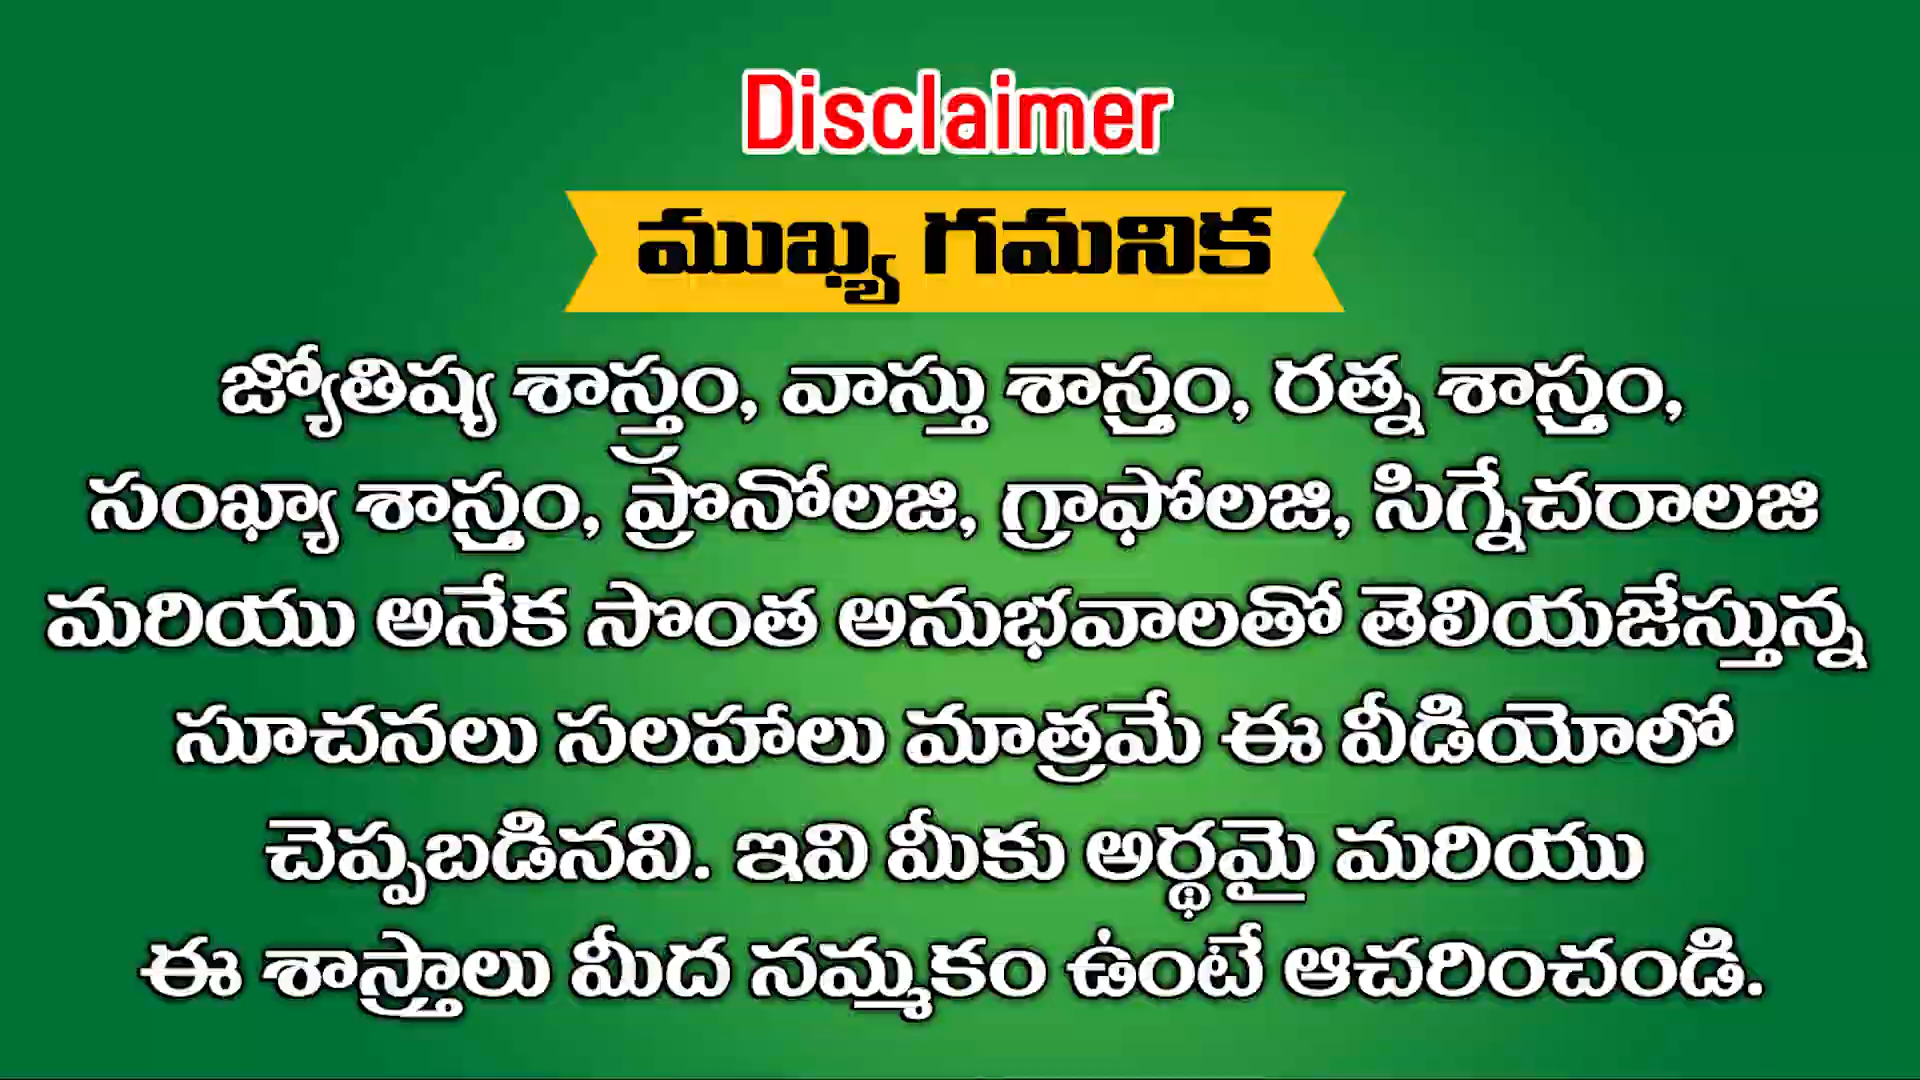 Disclaimer
ముఖ్య గమనిక
జ్యోతిష్య శాస్త్రం, వాస్తు శాస్త్రం, రత్న శాస్త్రం,
సంఖ్యా శాస్త్రం, ప్రొనోలజి, గ్రాఫోలజి, సిగ్నేచరాలజి
మరియు అనేక సొంత అనుభవాలతో తెలియజేస్తున్న
సూచనలు సలహాలు మాత్రమే ఈ వీడియోలో
చెప్పబడినవి. ఇవి మీకు అర్థమై మరియు
ఈ శాస్త్రాలు మీద నమ్మకం ఉంటే ఆచరించండి.